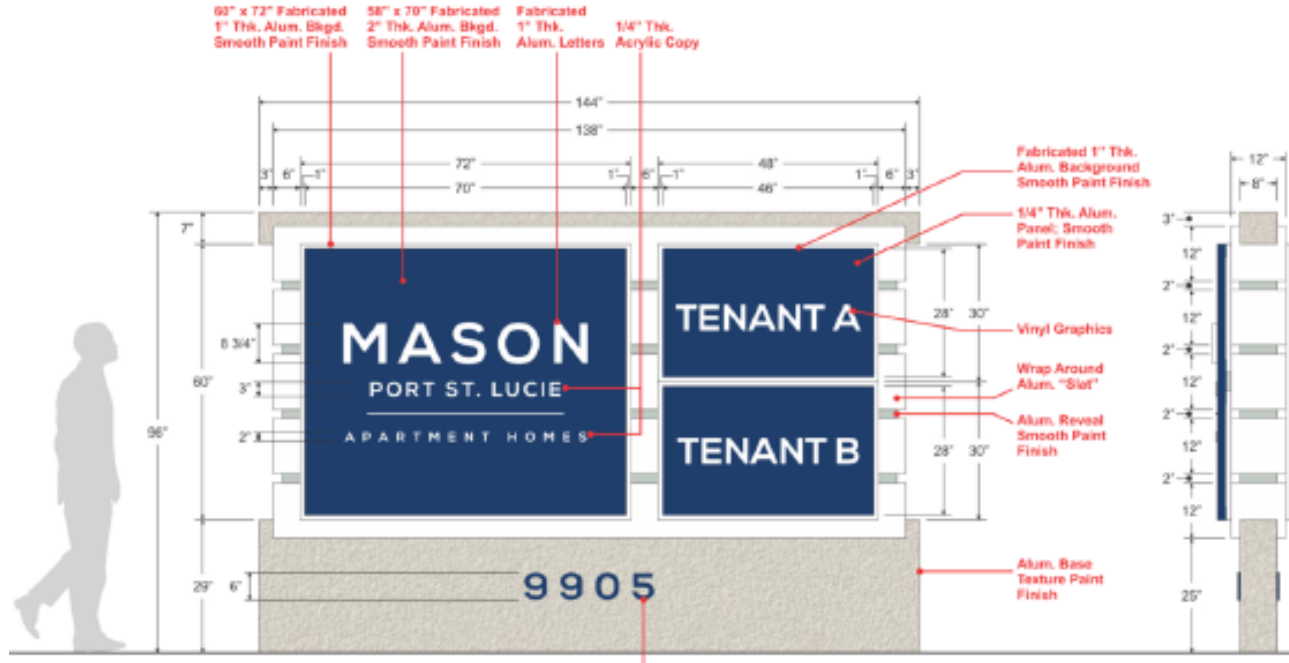 60" x 72" Fabricated
1" Thk. Alum. Bkgd.
Smooth Paint Finish
58" x 70" Fabricated
2" Thk. Alum. Bkgd.
Smooth Paint Finish
Fabricated
1" Thk.
Alum. Letters
1/4" Thk.
Acrylic Copy
144"
138"
72"
48"
3"
6"
1"
70"
1"
6"
1"
46"
1"
6"
3"
Fabricated 1" Thk.
Alum. Background
Smooth Paint Finish
1/4" Thk. Alum.
Panel; Smooth
Paint Finish
Vinyl Graphics
Wrap Around
Alum. "Slat"
Alum. Reveal
Smooth Paint
Finish
Alum. Base
Texture Paint
Finish
7"
60"
96"
29"
8 3/4"
3"
2"
6"
MASON
PORT ST. LUCIE
APARTMENT HOMES
TENANT A
TENANT B
9905
28"
30"
28"
30"
12"
8"
3"
12"
2"
12"
2"
12"
2"
12"
2"
12"
25"